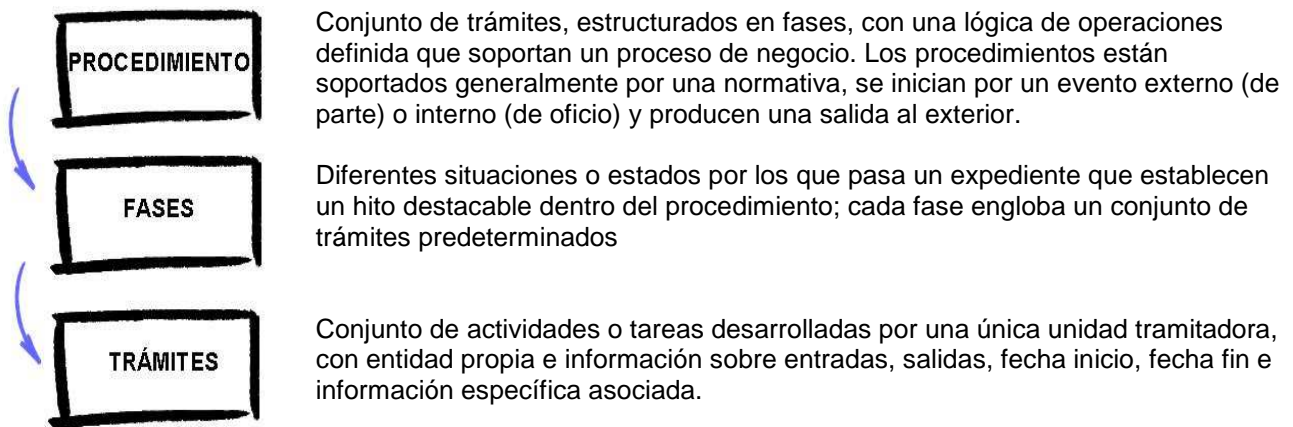 PROCEDIMIENTO
Conjunto de trámites, estructurados en fases, con una lógica de operaciones
definida que soportan un proceso de negocio. Los procedimientos están
soportados generalmente por una normativa, se inician por un evento externo (de
parte) o interno (de oficio) y producen una salida al exterior.
FASES
Diferentes situaciones o estados por los que pasa un expediente que establecen
un hito destacable dentro del procedimiento; cada fase engloba un conjunto de
trámites predeterminados
TRÁMITES
Conjunto de actividades o tareas desarrolladas por una única unidad tramitadora,
con entidad propia e información sobre entradas, salidas, fecha inicio, fecha fin e
información específica asociada.